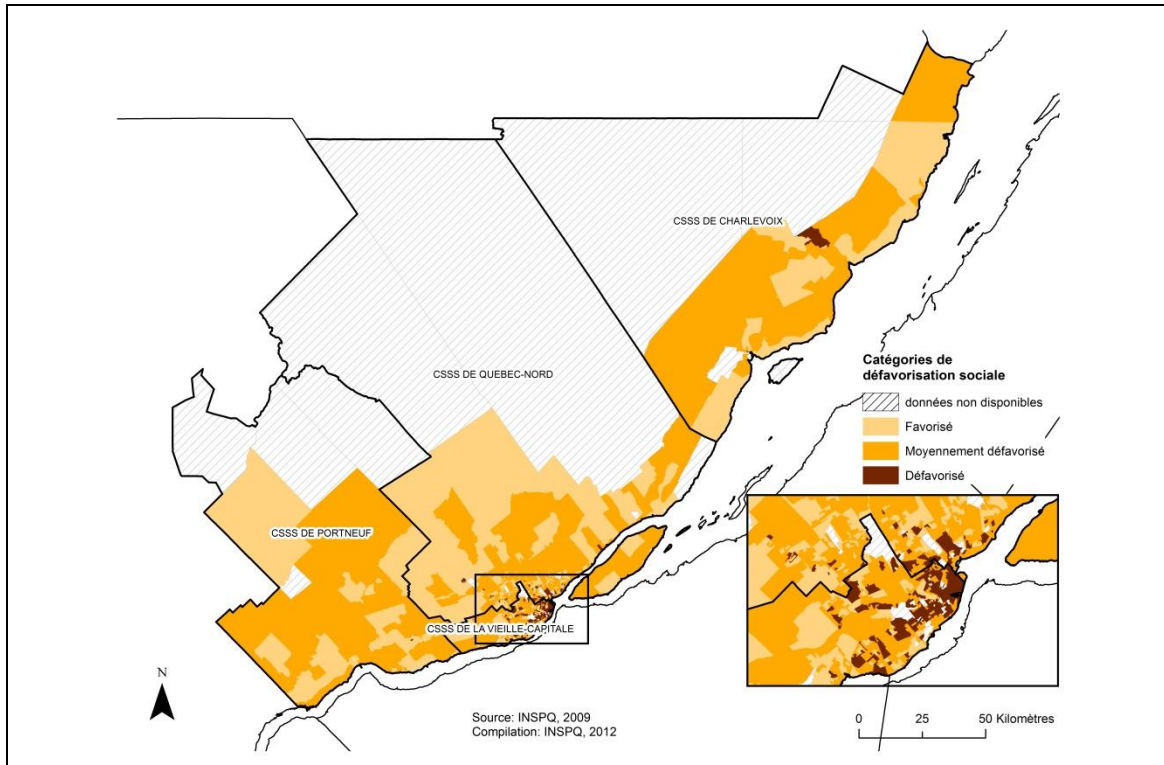 CSSS DE CHARLEVOIX
CSSS DE QUEBEC-NORD
CSSS DE PORTNEUF
CSSS DE LA VIEILLE-CAPITALE
Catégories de
défavorisation sociale
données non disponibles
Favorisé
Moyennement défavorisé
Défavorisé
N
Source: INSPQ, 2009
Compilation: INSPQ, 2012
0 25 50 Kilomètres